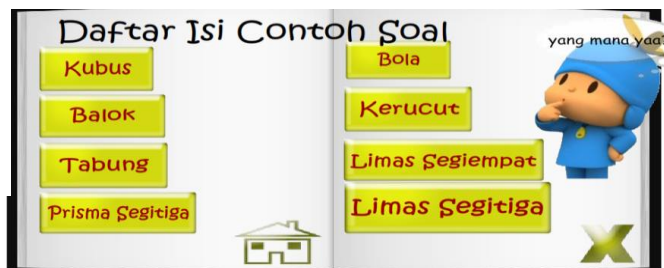 Daftar Isi Contoh Soal
yang mana yaa?
Kubus
Balok
Tabung
Prisma Segitiga
Bola
Kerucut
Limas Segiempat
Limas Segitiga
X